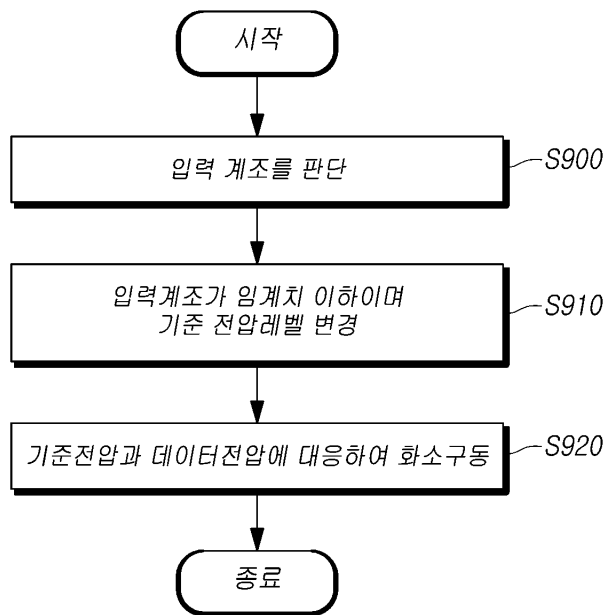 시작
입력 계조를 판단
S900
입력계조가 임계치 이하이며
기준 전압레벨 변경
S910
기준전압과 데이터전압에 대응하여 화소구동
S920
종료